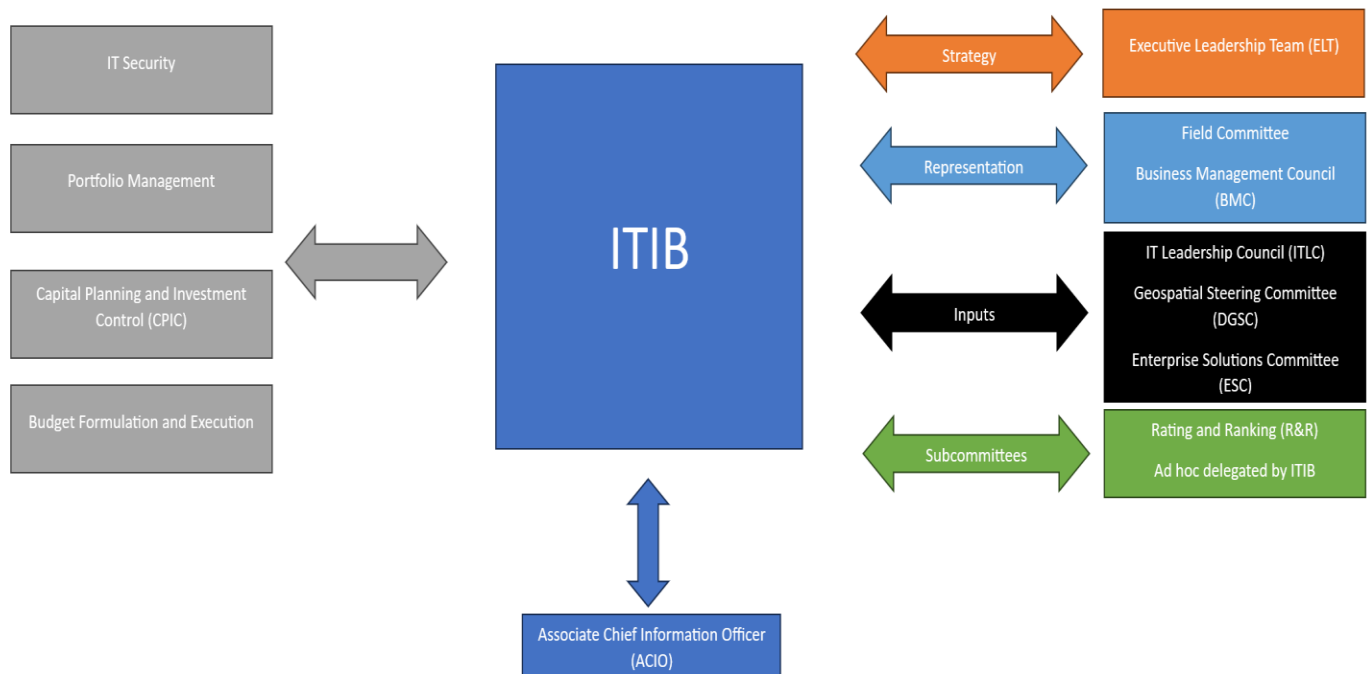 IT Security
Portfolio Management
Capital Planning and Investment
Control (CPIC)
Budget Formulation and Execution
ITIB
Associate Chief Information Officer
(ACIO)
Strategy
Executive Leadership Team (ELT)
Representation
Field Committee
Business Management Council
(BMC)
Inputs
IT Leadership Council (ITLC)
Geospatial Steering Committee
(DGSC)
Enterprise Solutions Committee
(ESC)
Subcommittees
Rating and Ranking (R&R)
Ad hoc delegated by ITIB